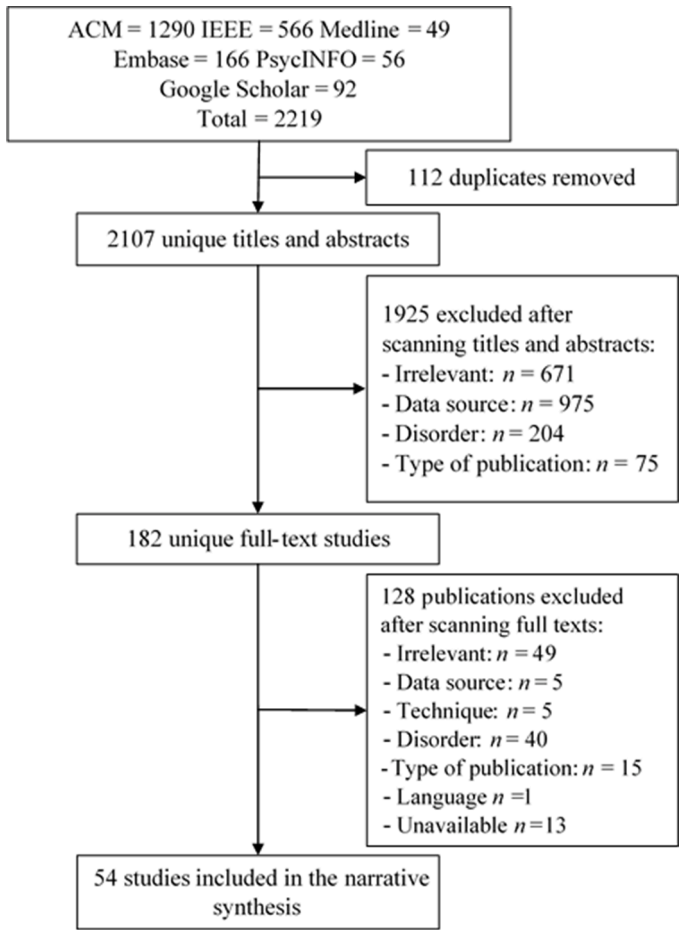 ACM = 1290 IEEE = 566 Medline = 49
Embase = 166 PsycINFO = 56
Google Scholar = 92
Total = 2219
112 duplicates removed
2107 unique titles and abstracts
1925 excluded after
scanning titles and abstracts:
- Irrelevant: n = 671
- Data source: n = 975
- Disorder: n = 204
- Type of publication: n = 75
182 unique full-text studies
128 publications excluded
after scanning full texts:
- Irrelevant: n = 49
- Data source: n = 5
- Technique: n = 5
- Disorder: n = 40
-Type of publication: n = 15
- Language n =1
- Unavailable n=13
54 studies included in the narrative
synthesis